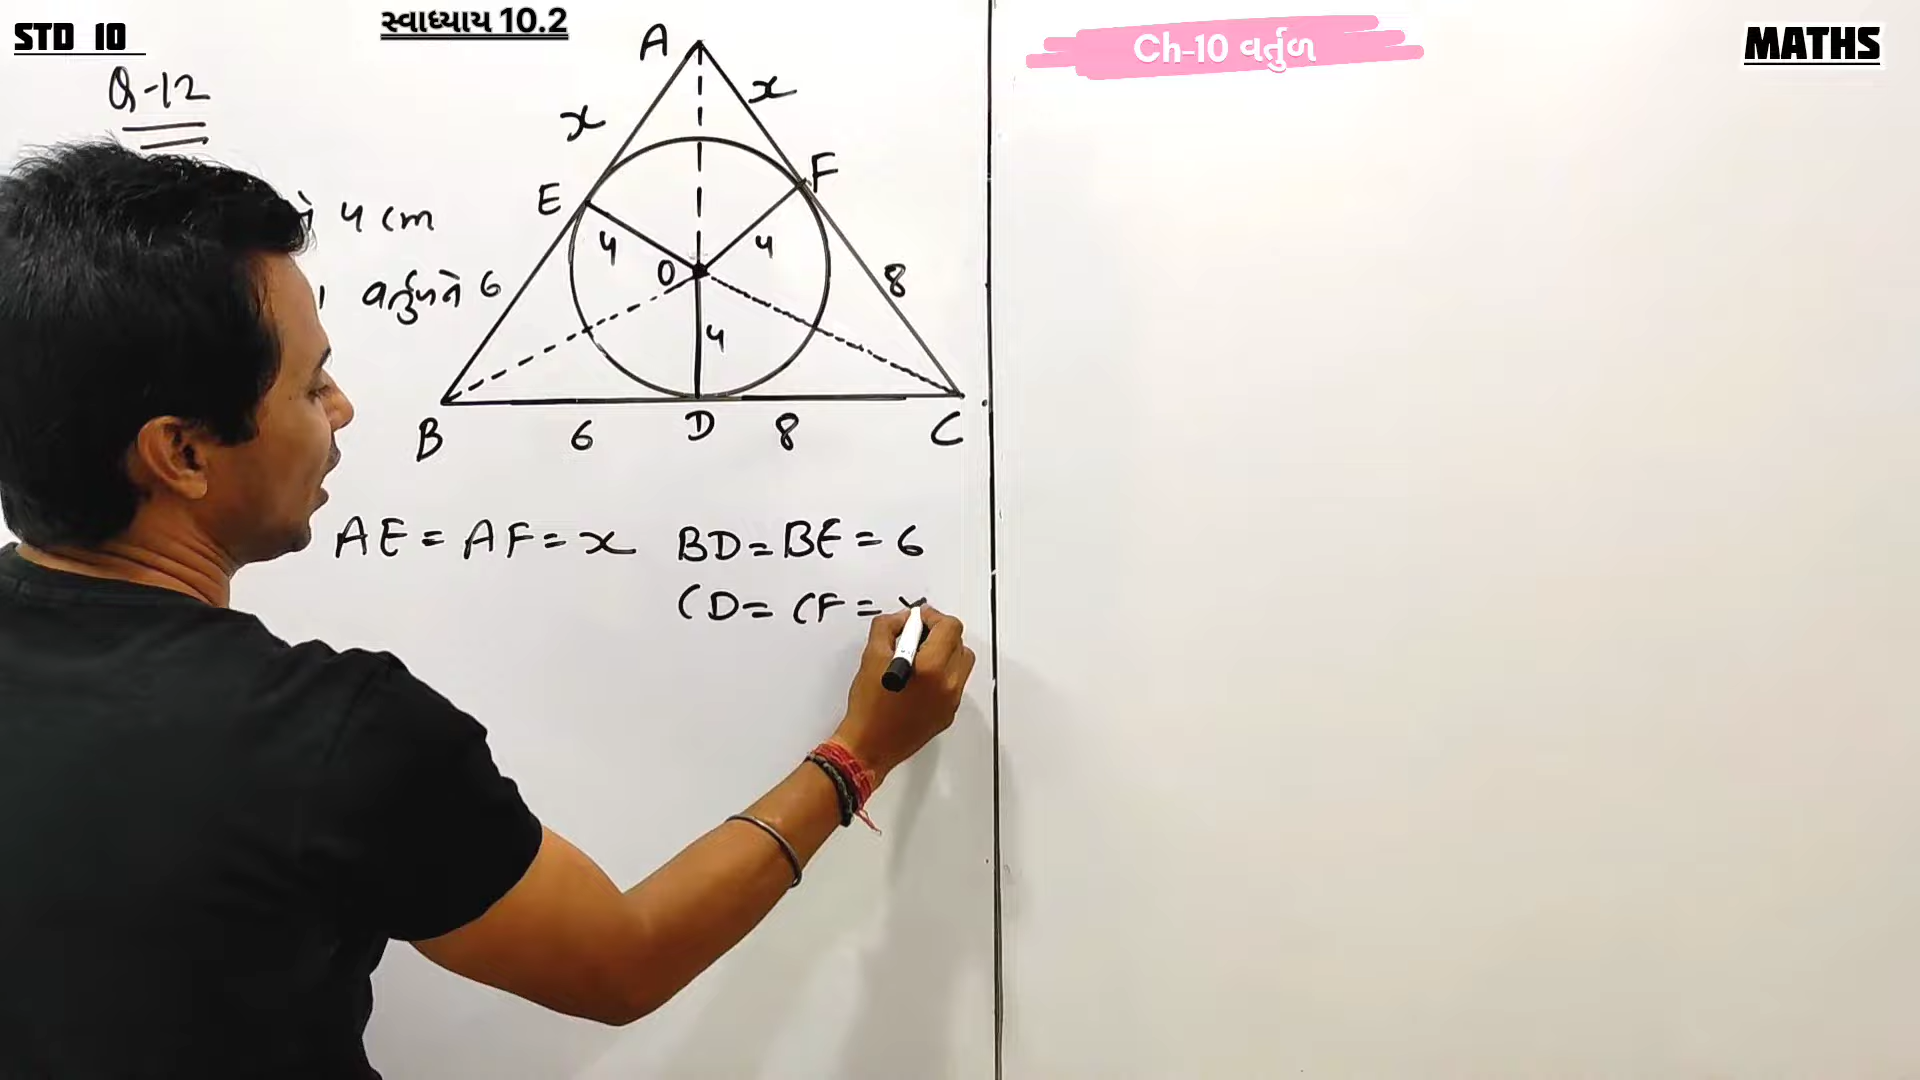 STD 10
સ્વાધ્યાય 10.2
Ch-10 વર્તુળ
MATHS
Q-12
4 cm
વર્તુળને
A
x
x
E
F
4
4
O
6
8
4
B
6
D
8
C
AE = AF = x
BD = BE = 6
CD = CF =